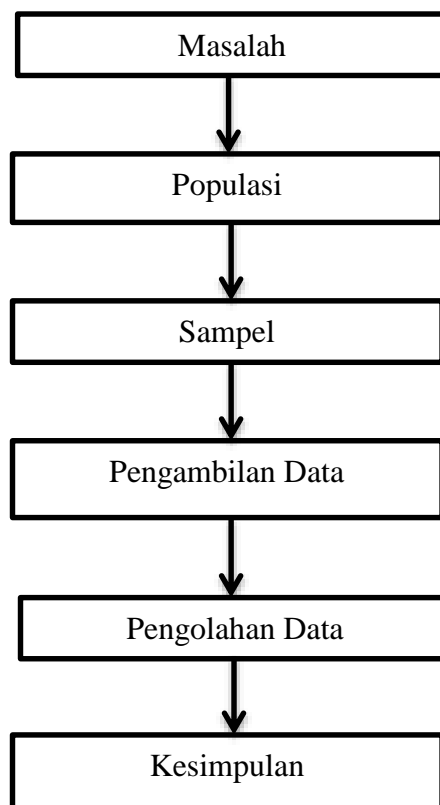 Masalah
Populasi
Sampel
Pengambilan Data
Pengolahan Data
Kesimpulan